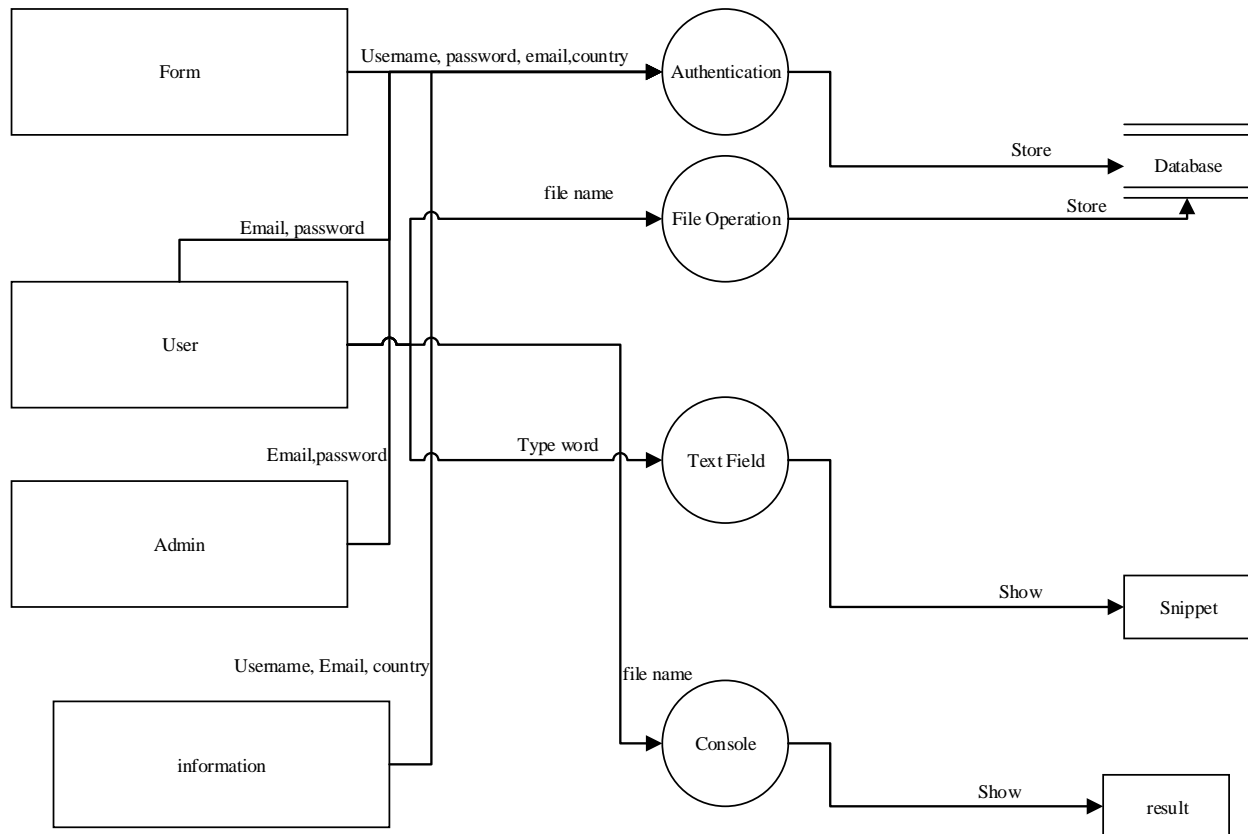 Username, password, email,country
Form
Authentication
Store
Database
file name
File Operation
Store
Email, password
User
Type word
Text Field
Email,password
Admin
Show
Snippet
Username, Email, country
file name
Console
information
Show
result